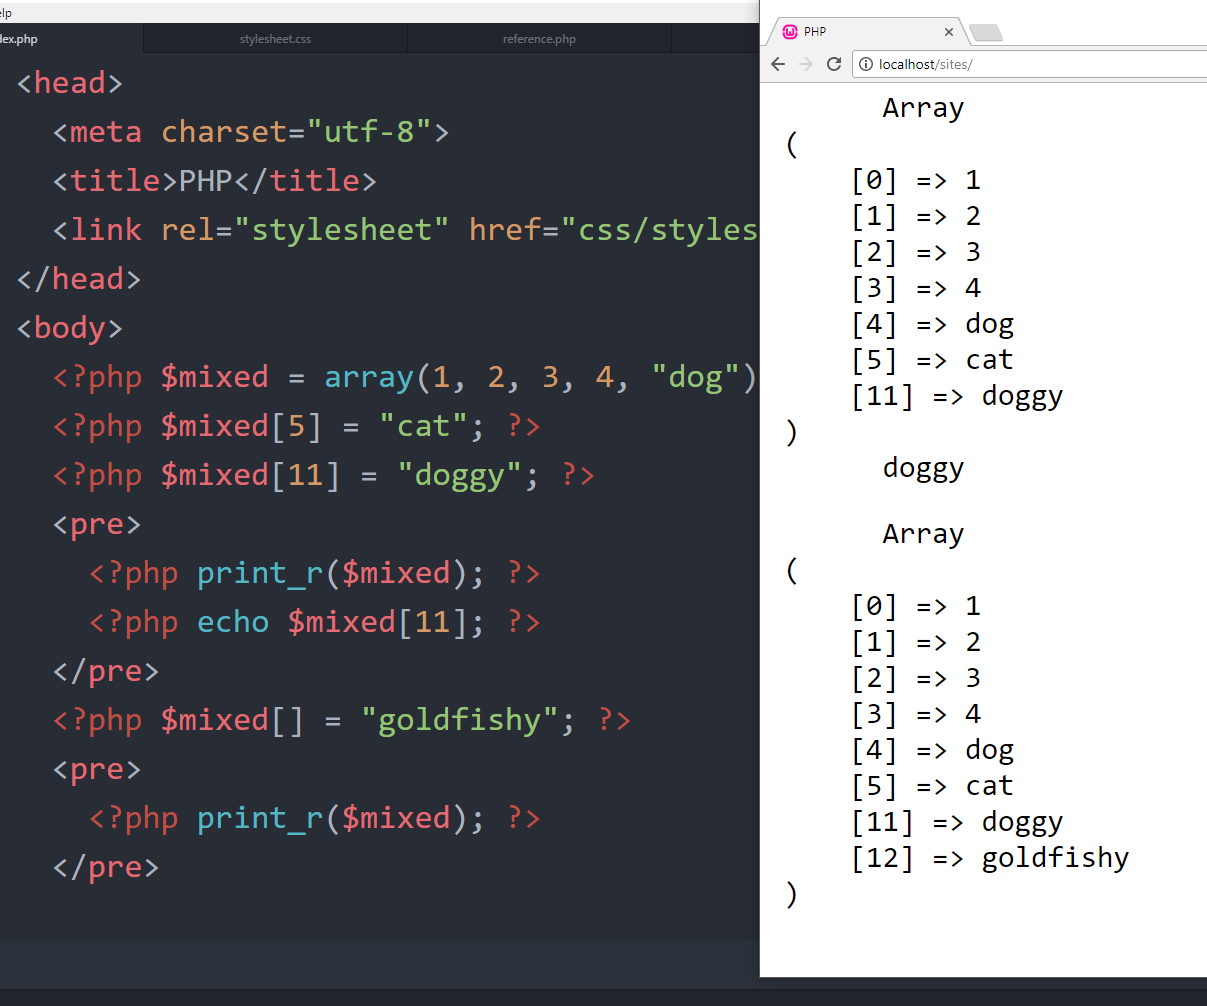 elp
dex.php stylesheet.css reference.php
<head>
<meta charset="utf-8">
<title>PHP</title>
<link rel="stylesheet" href="css/styles
</head>
<body>
<?php $mixed = array(1, 2, 3, 4, "dog")
<?php $mixed[5] = "cat"; ?>
<?php $mixed[11] = "doggy"; ?>
<pre>
<?php print_r($mixed); ?>
<?php echo $mixed[11]; ?>
</pre>
<?php $mixed[] = "goldfishy"; ?>
<pre>
<?php print_r($mixed); ?>
</pre>
PHP
localhost/sites/
Array
(
[0] => 1
[1] => 2
[2] => 3
[3] => 4
[4] => dog
[5] => cat
[11] => doggy
)
doggy
Array
(
[0] => 1
[1] => 2
[2] => 3
[3] => 4
[4] => dog
[5] => cat
[11] => doggy
[12] => goldfishy
)